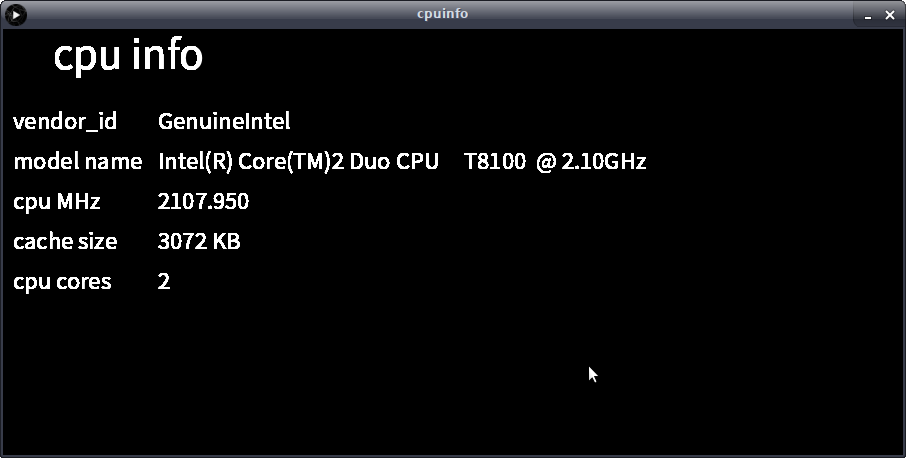 cpuinfo
cpu info
vendor_id GenuineIntel
model name Intel(R) Core(TM)2 Duo CPU T8100 @ 2.10GHz
cpu MHz 2107.950
cache size 3072 KB
cpu cores 2